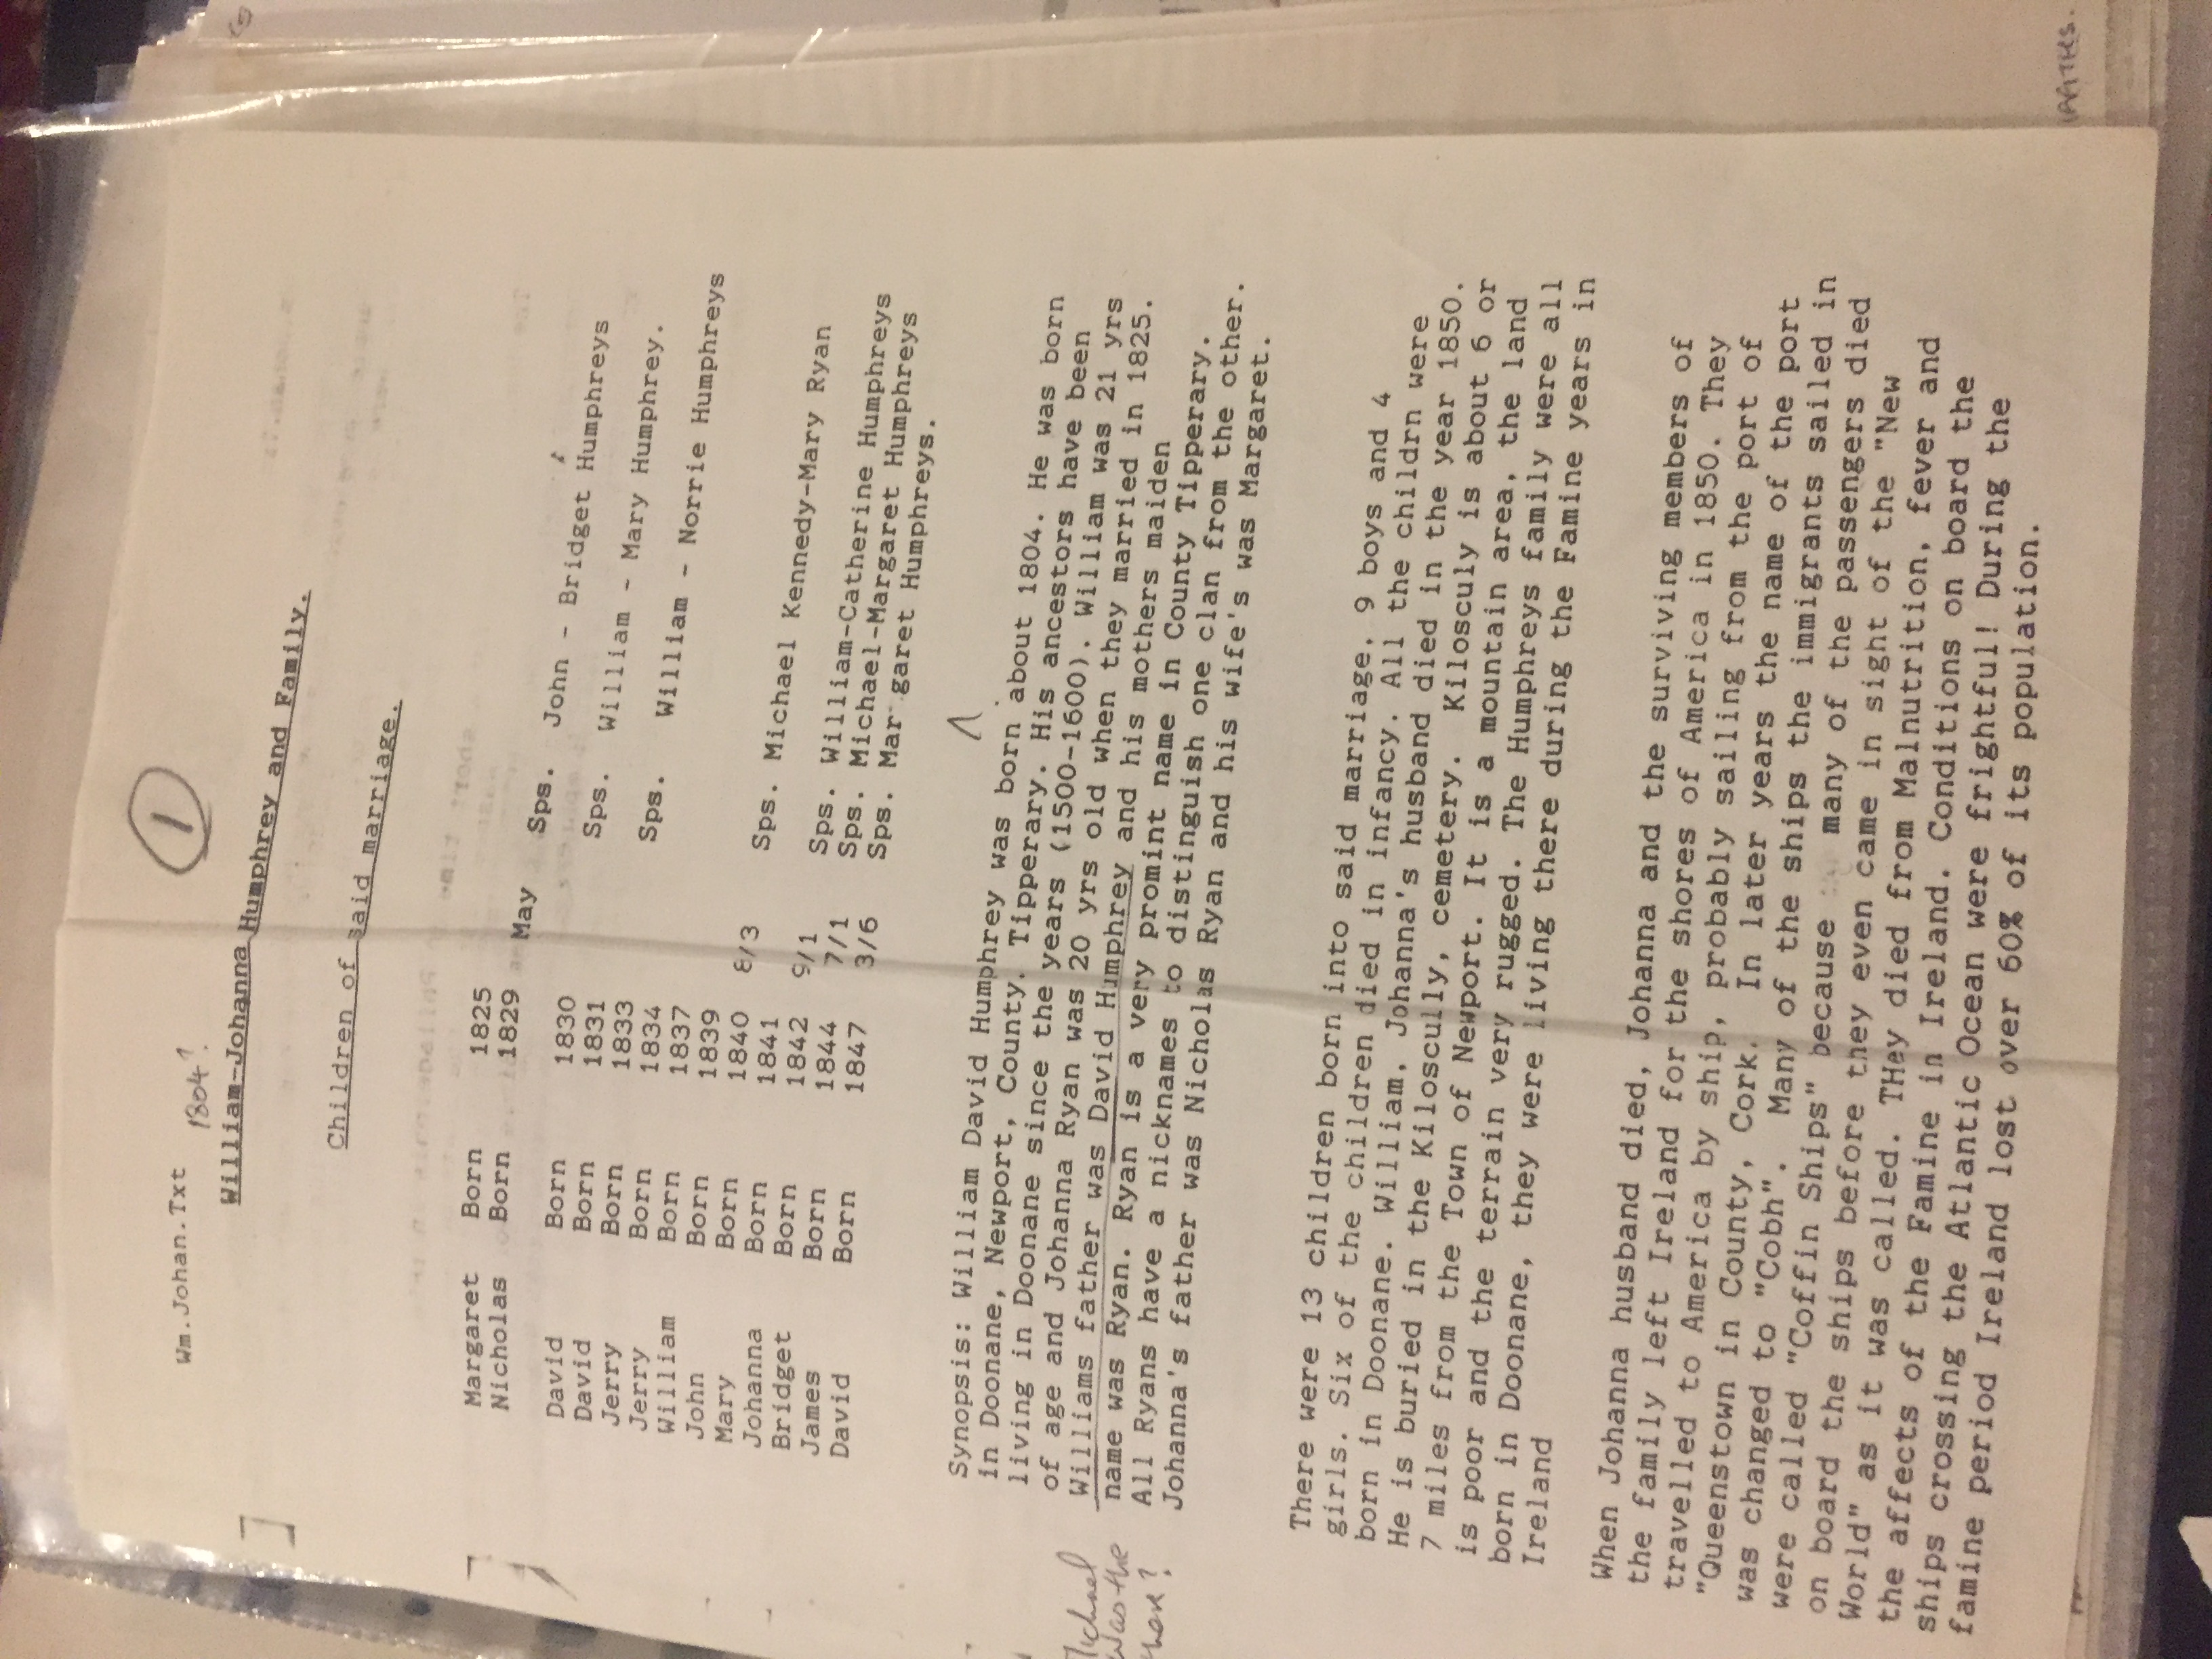 Wm.Johan.Txt
1804?
1
William-Johanna Humphrey and Family.
Children of said marriage.
Margaret Born 1825
Nicholas Born 1829 May Sps. John - Bridget Humphreys
David Born 1830 Sps. William - Mary Humphrey.
David Born 1831
Jerry Born 1833 Sps. William - Norrie Humphreys
Jerry Born 1834
William Born 1837
John Born 1839
Mary Born 1840 8/3 Sps. Michael Kennedy-Mary Ryan
Johanna Born 1841
Bridget Born 1842 9/1 Sps. William-Catherine Humphreys
James Born 1844 7/1 Sps. Michael-Margaret Humphreys
David Born 1847 3/6 Sps. Mar garet Humphreys
Humphreys.
Synopsis: William David Humphrey was born about 1804. He was born
in Doonane, Newport, County. Tipperary. His ancestors have been
living in Doonane since the years (1500-1600). William was 21 yrs
of age and Johanna Ryan was 20 yrs old when they married in 1825.
Williams father was David Humphrey and his mothers maiden
name was Ryan. Ryan is a very promint name in County Tipperary.
All Ryans have a nicknames to distinguish one clan from the other.
Johanna's father was Nicholas Ryan and his wife's was Margaret.
Michael
was the
There were 13 children born into said marriage. 9 boys and 4
girls. Six of the children died in infancy. All the childrn were
born in Doonane. William. Johanna's husband died in the year 1850.
He is buried in the Kiloscully, cemetery. Kiloscully is about 6 or
7 miles from the Town of Newport. It is a mountain area, the land
is poor and the terrain very rugged. The Humphreys family were all
born in Doonane, they were living there during the Famine years in
Ireland
When Johanna husband died, Johanna and the surviving members of
the family left Ireland for the shores of America in 1850. They
travelled to America by ship, probably sailing from the port of
"Queenstown in County, Cork. In later years the name of the port
was changed to "Cobh". Many of the ships the immigrants sailed in
were called "Coffin Ships" because many of the passengers died
on board the ships before they even came in sight of the "New
World" as it was called. THey died from Malnutrition, fever and
the affects of the Famine in Ireland. Conditions on board the
ships crossing the Atlantic Ocean were frightful! During the
famine period Ireland lost over 60% of its population.